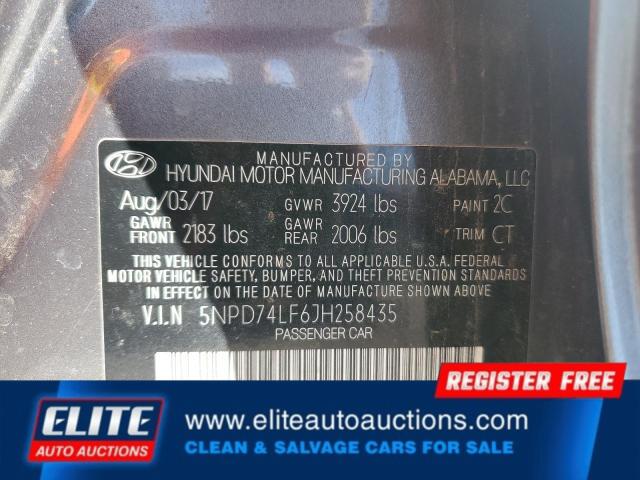 MANUFACTURED BY
HYUNDAI MOTOR MANUFACTURING ALABAMA, LLC
Aug/03/17 GVWR 3924 lbs PAINT 2C
GAWR FRONT 2183 lbs GAWR REAR 2006 lbs TRIM CT
THIS VEHICLE CONFORMS TO ALL APPLICABLE U.S.A. FEDERAL
MOTOR VEHICLE SAFETY, BUMPER, AND THEFT PREVENTION STANDARDS
IN EFFECT ON THE DATE OF MANUFACTURE SHOWN ABOVE.
V.I.N 5NPD74LF6JH258435
PASSENGER CAR
REGISTER FREE
ELITE
AUTO AUCTIONS
www.eliteautoauctions.com
CLEAN & SALVAGE CARS FOR SALE